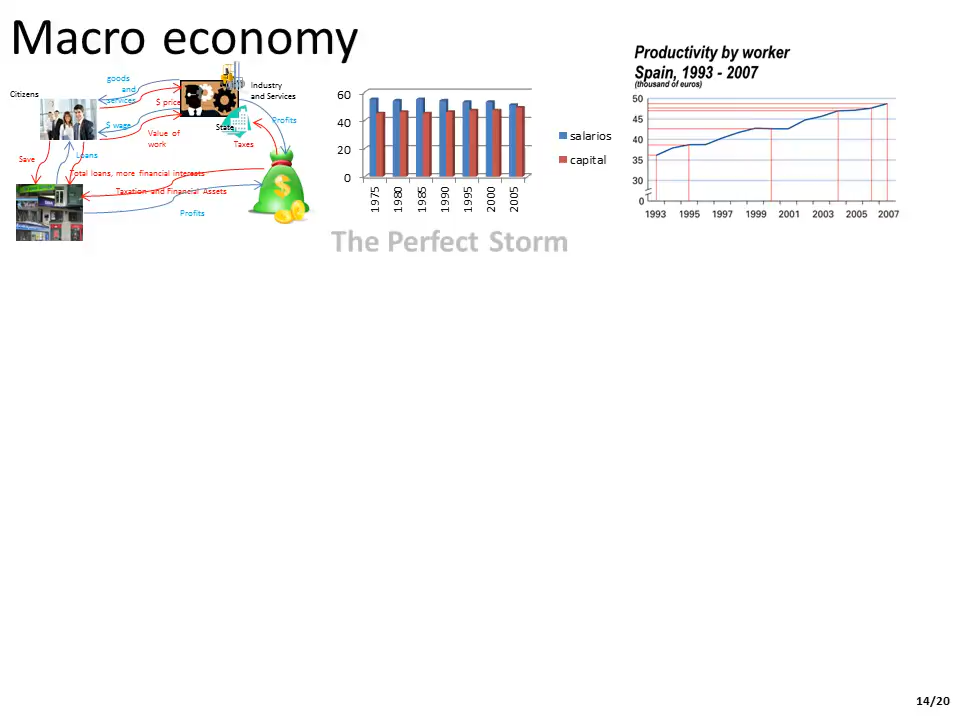 Macro economy
Citizens
goods
and
services
$ price
$ wage
Value of
work
Industry
and Services
State
Profits
Taxes
Save
Loans
Total loans, more financial interests
Taxation and Financial Assets
Profits
60
40
20
0
1975
1980
1985
1990
1995
2000
2005
salarios
capital
The Perfect Storm
Productivity by worker
Spain, 1993 - 2007
(thousand of euros)
50
45
40
35
30
0
1993 1995 1997 1999 2001 2003 2005 2007
14/20